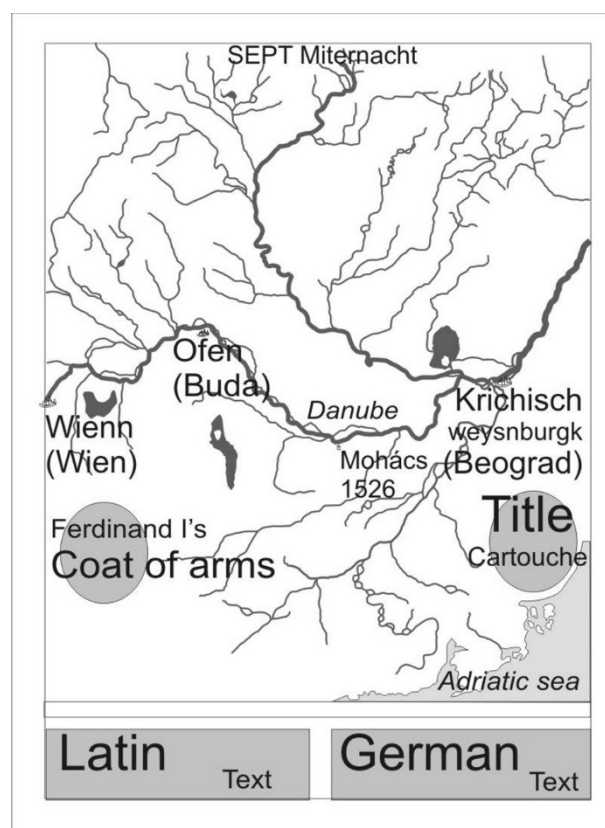 SEPT Miternacht
Ofen
(Buda)
Danube
Wienn
(Wien)
Krichisch
weysnburgk
(Beograd)
Mohács
1526
Ferdinand I's
Coat of arms
Title
Cartouche
Adriatic sea
Latin
Text
German
Text